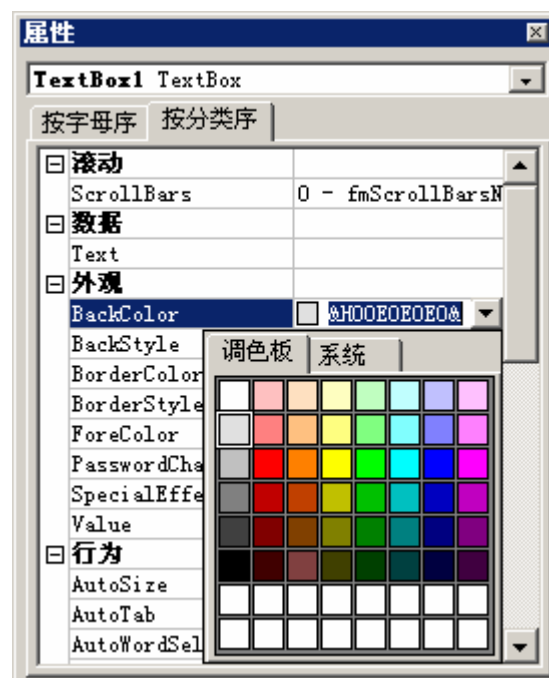 属性
TextBox1 TextBox
按字母序 按分类序
滚动
ScrollBars 0 - fmScrollBarsN
数据
Text
外观
BackColor &H00E0E0E0&
BackStyle
调色板 系统
BorderColor
BorderStyle
ForeColor
PasswordCha
SpecialEffe
Value
行为
AutoSize
AutoTab
AutoWordSel